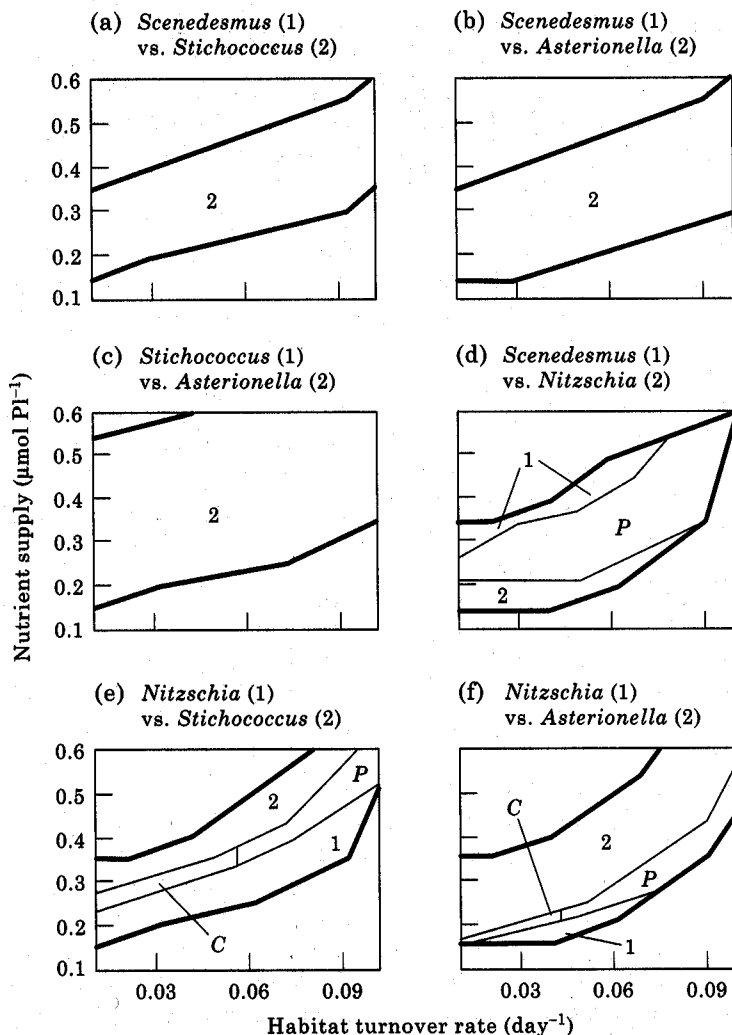 (a) Scenedesmus (1)
vs. Stichococcus (2)
(b) Scenedesmus (1)
vs. Asterionella (2)
0.6
0.5
0.4
0.3
0.2
0.1
2
2
(c) Stichococcus (1)
vs. Asterionella (2)
(d) Scenedesmus (1)
vs. Nitzschia (2)
0.6
0.5
0.4
0.3
0.2
0.1
2
1
P
2
Nutrient supply (μmol Pl⁻¹)
(e) Nitzschia (1)
vs. Stichococcus (2)
(f) Nitzschia (1)
vs. Asterionella (2)
0.6
0.5
0.4
0.3
0.2
0.1
2
P
1
C
C
2
P
1
0.03 0.06 0.09
0.03 0.06 0.09
Habitat turnover rate (day⁻¹)